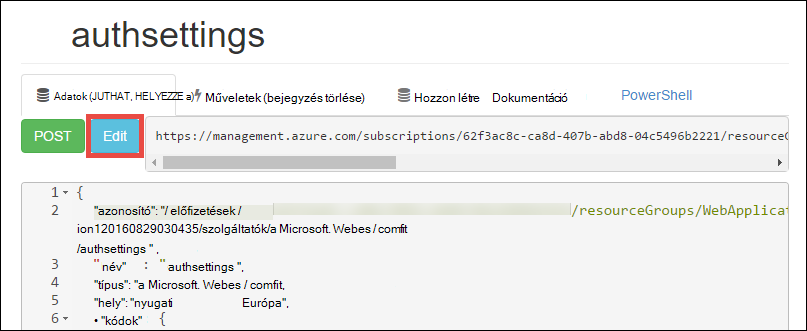 authsettings
Adatok (JUTHAT, HELYEZZE a) Műveletek (bejegyzés törlése) Hozzon létre Dokumentáció PowerShell
POST Edit https://management.azure.com/subscriptions/62f3ac8c-ca8d-407b-abd8-04c5496b2221/resourceG
1 {
2 "azonosító": "/ előfizetések / /resourceGroups/WebApplicat
ion120160829030435/szolgáltatók/a Microsoft. Webes / comfit
/authsettings " ,
3 " név" : " authsettings ",
4 "típus": "a Microsoft. Webes / comfit,
5 "hely": "nyugati Európa",
6 • "kódok" {